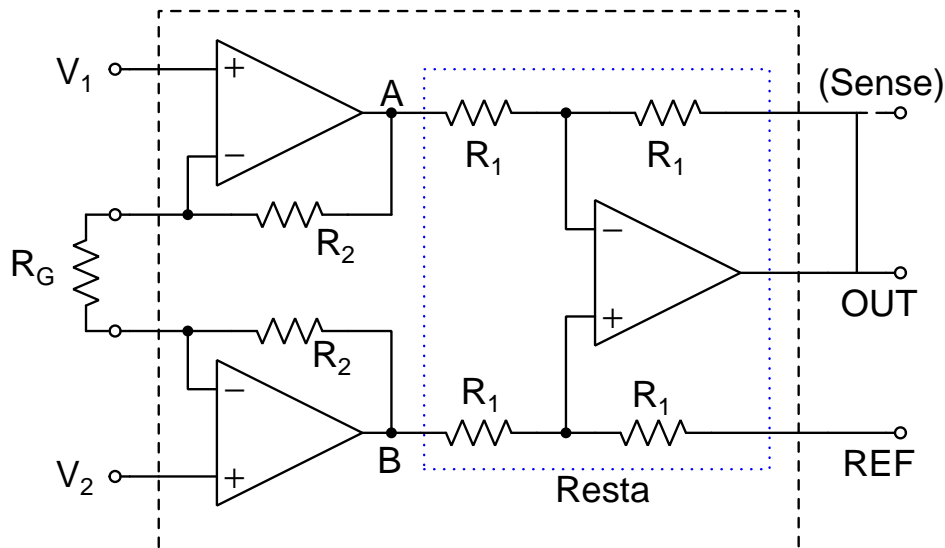 V1
+
−
A
R1
R1
(Sense)
R2
RG
−
+
OUT
R2
R1
R1
−
+
B
REF
V2
Resta